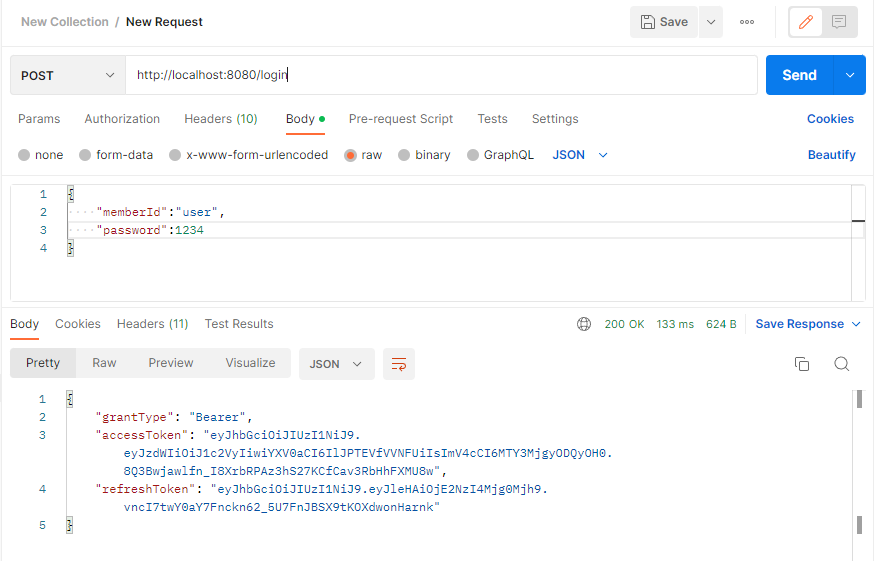 New Collection / New Request
Save
POST
http://localhost:8080/login
Send
Params Authorization Headers (10) Body Pre-request Script Tests Settings Cookies
none form-data x-www-form-urlencoded raw binary GraphQL JSON Beautify
1 {
2 "memberId":"user",
3 "password":1234
4 }
Body Cookies Headers (11) Test Results 200 OK 133 ms 624 B Save Response
Pretty Raw Preview Visualize JSON
1 {
2 "grantType": "Bearer",
3 "accessToken": "eyJhbGciOiJIUzI1NiJ9.
eyJzdWIiOiJ1c2VyIiwiYXV0aCI6IlJPTEVfVVNFUiIsImV4cCI6MTY3MjgyODQyOH0.
8Q3Bwjawlfn_I8XrbRPAz3hS27KCfCav3RbHhFXMU8w",
4 "refreshToken": "eyJhbGciOiJIUzI1NiJ9.eyJleHAiOjE2NzI4Mjg0Mjh9.
vncI7twY0aY7Fnckn62_5U7FnJBSX9tKOXdwonHarnk"
5 }